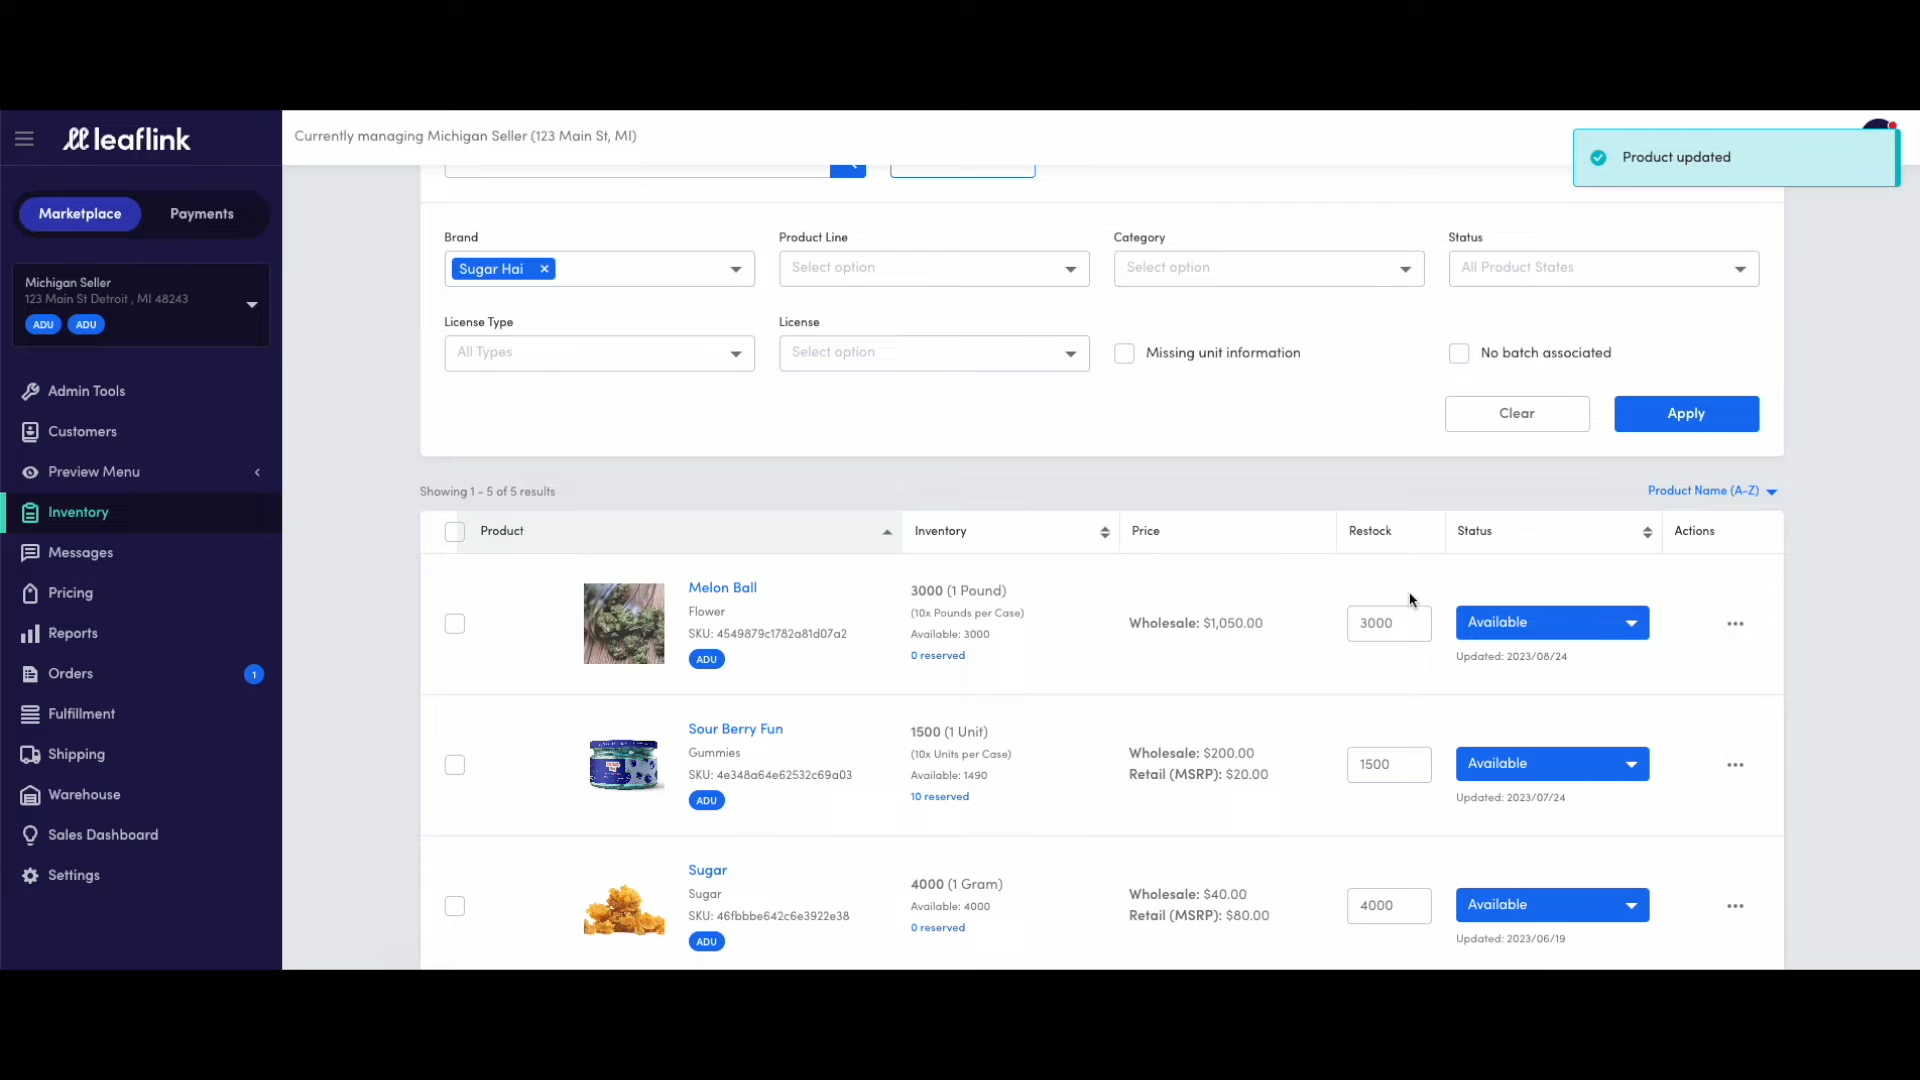 leaflink
Currently managing Michigan Seller (123 Main St, MI)
Product updated
Marketplace
Payments
Michigan Seller
123 Main St Detroit , MI 48243
ADU
ADU
Admin Tools
Customers
Preview Menu
Inventory
Messages
Pricing
Reports
Orders
1
Fulfillment
Shipping
Warehouse
Sales Dashboard
Settings
Brand
Product Line
Category
Status
Sugar Hai ×
Select option
Select option
All Product States
License Type
License
All Types
Select option
Missing unit information
No batch associated
Clear
Apply
Showing 1 - 5 of 5 results
Product Name (A-Z)
Product
Inventory
Price
Restock
Status
Actions
Melon Ball
Flower
SKU: 4549879c1782a81d07a2
ADU
3000 (1 Pound)
(10x Pounds per Case)
Available: 3000
0 reserved
Wholesale: $1,050.00
3000
Available
Updated: 2023/08/24
Sour Berry Fun
Gummies
SKU: 4e348a64e62532c69a03
ADU
1500 (1 Unit)
(10x Units per Case)
Available: 1490
10 reserved
Wholesale: $200.00
Retail (MSRP): $20.00
1500
Available
Updated: 2023/07/24
Sugar
Sugar
SKU: 46fbbbe642c6e3922e38
ADU
4000 (1 Gram)
Available: 4000
0 reserved
Wholesale: $40.00
Retail (MSRP): $80.00
4000
Available
Updated: 2023/06/19